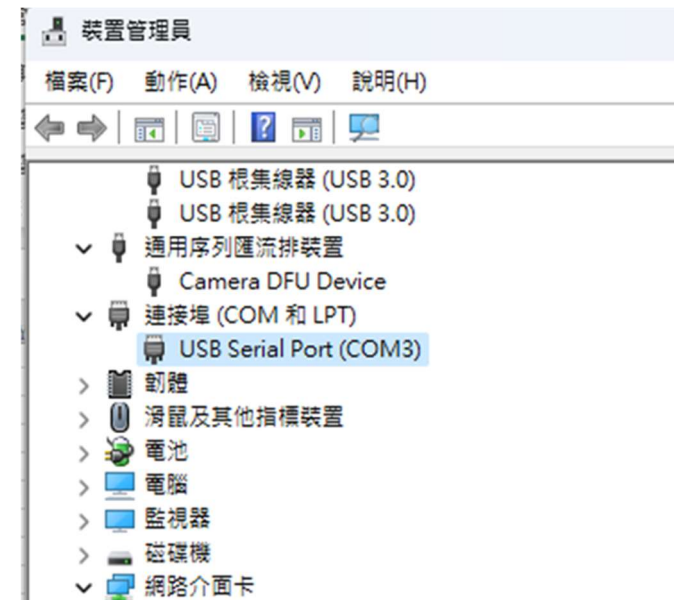 裝置管理員
檔案(F) 動作(A) 檢視(V) 說明(H)
USB 根集線器 (USB 3.0)
USB 根集線器 (USB 3.0)
通用序列匯流排裝置
Camera DFU Device
連接埠 (COM 和 LPT)
USB Serial Port (COM3)
韌體
滑鼠及其他指標裝置
電池
電腦
監視器
磁碟機
網路介面卡